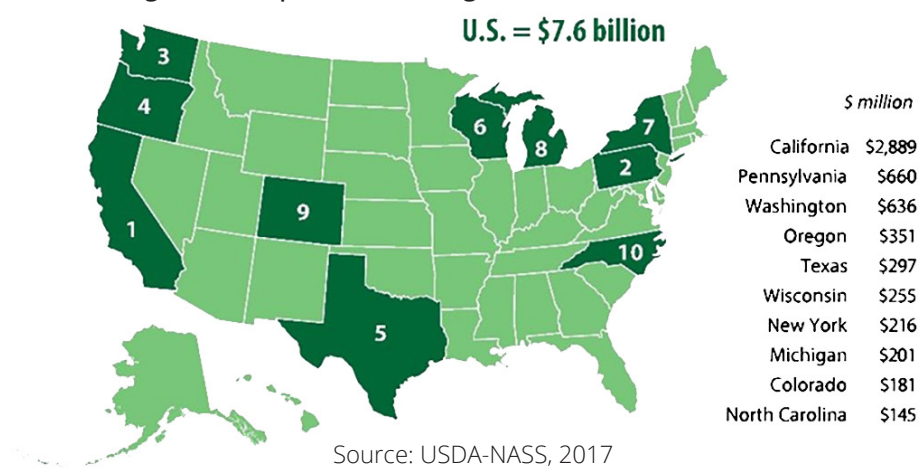 U.S. = $7.6 billion
3
4
6
7
8
2
1
9
10
5
$ million
California $2,889
Pennsylvania $660
Washington $636
Oregon $351
Texas $297
Wisconsin $255
New York $216
Michigan $201
Colorado $181
North Carolina $145
Source: USDA-NASS, 2017